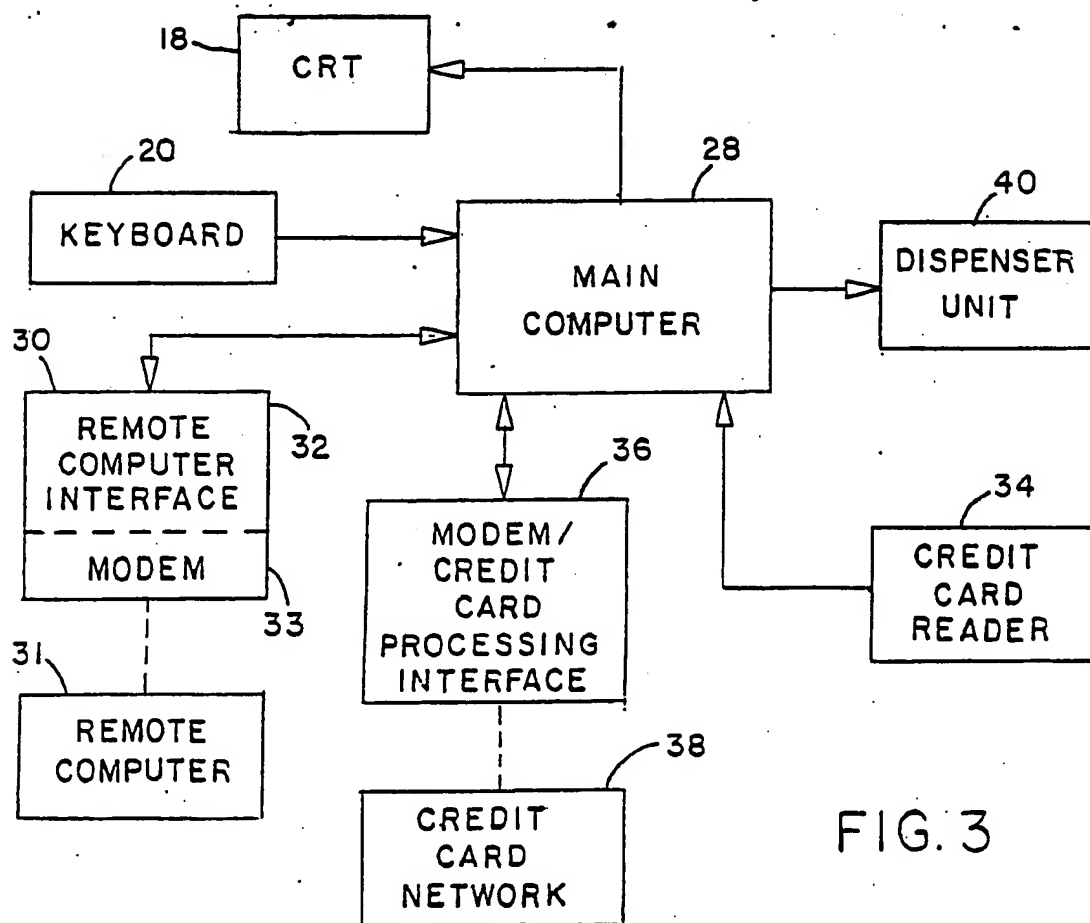 18
CRT
20
KEYBOARD
28
MAIN
COMPUTER
40
DISPENSER
UNIT
30
REMOTE
COMPUTER
INTERFACE
32
MODEM
33
31
REMOTE
COMPUTER
36
MODEM/
CREDIT
CARD
PROCESSING
INTERFACE
34
CREDIT
CARD
READER
38
CREDIT
CARD
NETWORK
FIG. 3